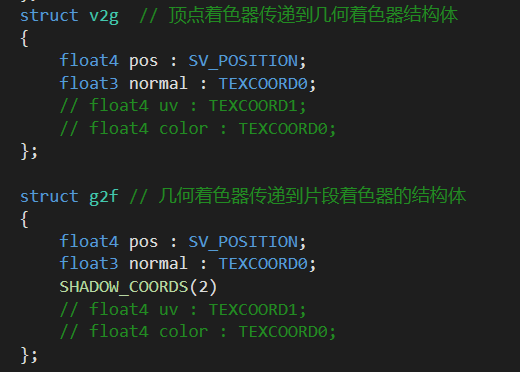 struct v2g  // 顶点着色器传递到几何着色器结构体
{
    float4 pos : SV_POSITION;
    float3 normal : TEXCOORD0;
    // float4 uv : TEXCOORD1;
    // float4 color : TEXCOORD0;
};
struct g2f // 几何着色器传递到片段着色器的结构体
{
    float4 pos : SV_POSITION;
    float3 normal : TEXCOORD0;
    SHADOW_COORDS(2)
    // float4 uv : TEXCOORD1;
    // float4 color : TEXCOORD0;
};